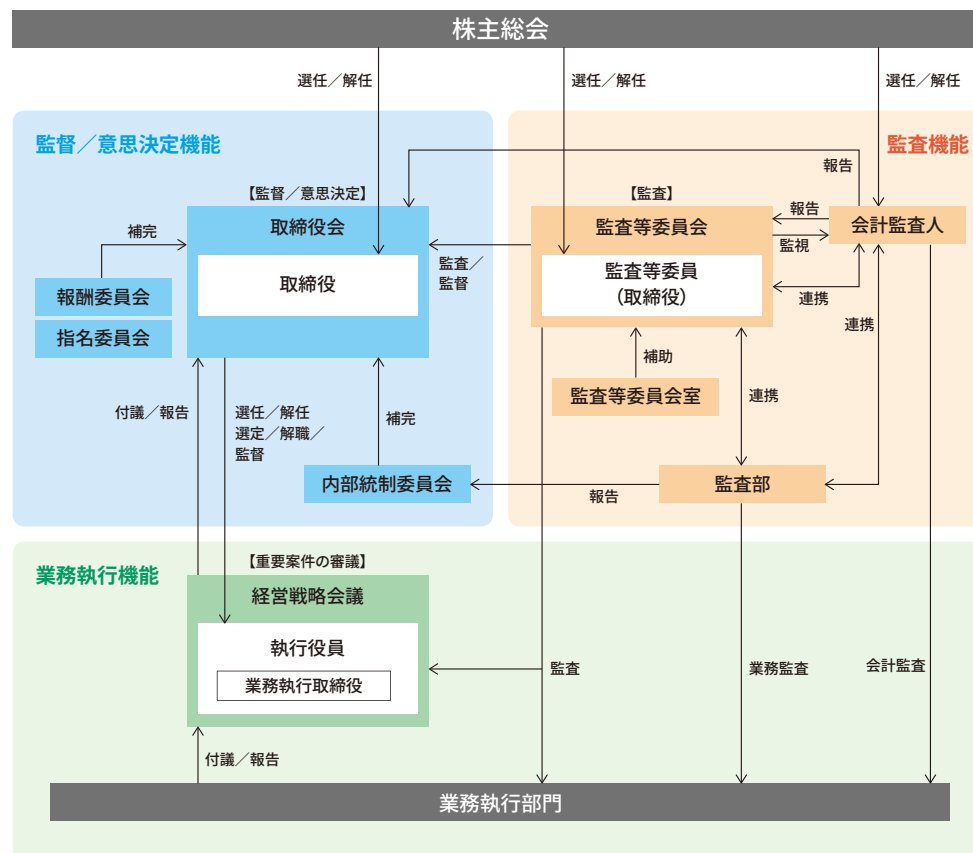 株主総会
選任／解任
選任／解任
選任／解任
監督／意思決定機能
監査機能
報告
【監督／意思決定】
【監査】
取締役会
監査等委員会
報告
会計監査人
補完
監視
監査／
監督
取締役
監査等委員
（取締役）
報酬委員会
連携
指名委員会
連携
補助
付議／報告
選任／解任
選定／解職／
監督
補完
監査等委員会室
連携
内部統制委員会
報告
監査部
業務執行機能
【重要案件の審議】
経営戦略会議
執行役員
業務執行取締役
監査
業務監査
会計監査
付議／報告
業務執行部門